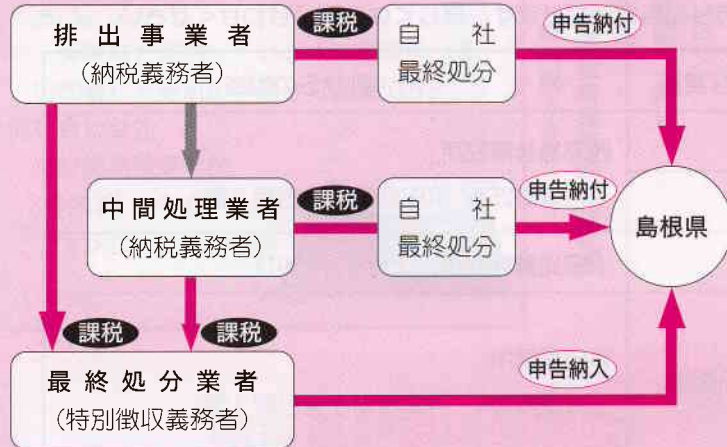 排出事業者
(納税義務者)
課税
自社
最終処分
申告納付
中間処理業者
(納税義務者)
課税
自社
最終処分
申告納付
島根県
課税
課税
最終処分業者
(特別徴収義務者)
申告納入